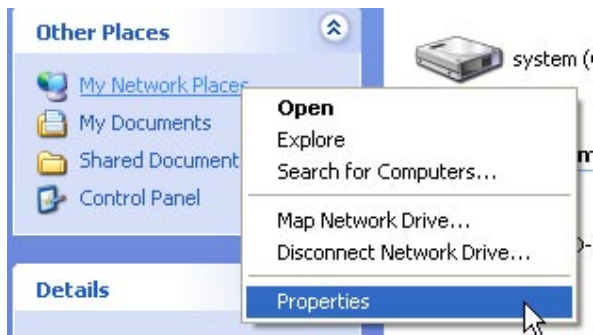 Other Places
My Network Places
My Documents
Shared Document
Control Panel
Details
system (
Open
Explore
Search for Computers...
Map Network Drive...
Disconnect Network Drive...
Properties